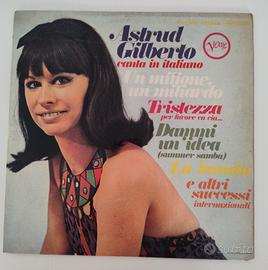 Astrud
Gilberto
Verve
canta in italiano
Un milione,
un miliardo
Tristezza
per favore va via...
Dammi
un idea
(summer samba)
La Banda
e altri
successi
internazionali
Subito